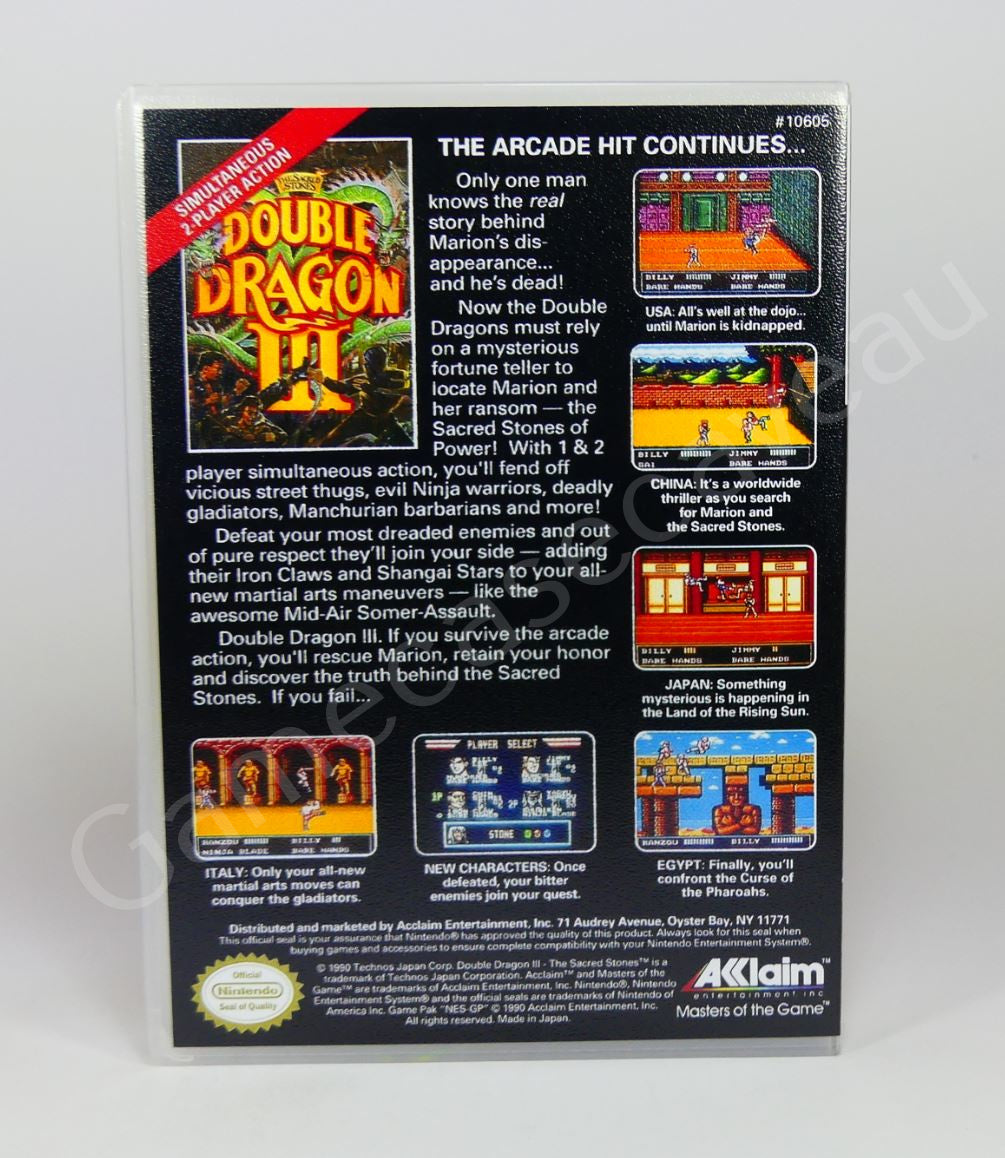 #10605
SIMULTANEOUS
2-PLAYER ACTION
THE SACRED
STONES
DOUBLE
DRAGON
III
THE ARCADE HIT CONTINUES...
Only one man
knows the real
story behind
Marion's dis-
appearance...
and he's dead!
Now the Double
Dragons must rely
on a mysterious
fortune teller to
locate Marion and
her ransom — the
Sacred Stones of
Power! With 1 & 2
player simultaneous action, you'll fend off
vicious street thugs, evil Ninja warriors, deadly
gladiators, Manchurian barbarians and more!
Defeat your most dreaded enemies and out
of pure respect they'll join your side — adding
their Iron Claws and Shangai Stars to your all-
new martial arts maneuvers — like the
awesome Mid-Air Somer-Assault.
Double Dragon III. If you survive the arcade
action, you'll rescue Marion, retain your honor
and discover the truth behind the Sacred
Stones. If you fail...
BILLY JIMMY
BARE HANDS BARE HANDS
USA: All's well at the dojo...
until Marion is kidnapped.
BILLY JIMMY
BARE HANDS
CHINA: It's a worldwide
thriller as you search
for Marion and
the Sacred Stones.
BILLY JIMMY
BARE HANDS BARE HANDS
JAPAN: Something
mysterious is happening in
the Land of the Rising Sun.
RANZOU BILLY
NINJA BLADE BARE HANDS
ITALY: Only your all-new
martial arts moves can
conquer the gladiators.
PLAYER SELECT
1P 2P
STONE
NEW CHARACTERS: Once
defeated, your bitter
enemies join your quest.
RANZOU BILLY
EGYPT: Finally, you'll
confront the Curse of
the Pharoahs.
Distributed and marketed by Acclaim Entertainment, Inc. 71 Audrey Avenue, Oyster Bay, NY 11771
This official seal is your assurance that Nintendo® has approved the quality of this product. Always look for this seal when
buying games and accessories to ensure complete compatibility with your Nintendo Entertainment System®.
Official
Nintendo
Seal of Quality
© 1990 Technos Japan Corp. Double Dragon III - The Sacred Stones™ is a
trademark of Technos Japan Corporation. Acclaim™ and Masters of the
Game™ are trademarks of Acclaim Entertainment, Inc. Nintendo®, Nintendo
Entertainment System® and the official seals are trademarks of Nintendo of
America Inc. Game Pak "NES-GP" © 1990 Acclaim Entertainment, Inc.
All rights reserved. Made in Japan.
AKKlaim™
entertainment inc
Masters of the Game™
Gamecasecaveau